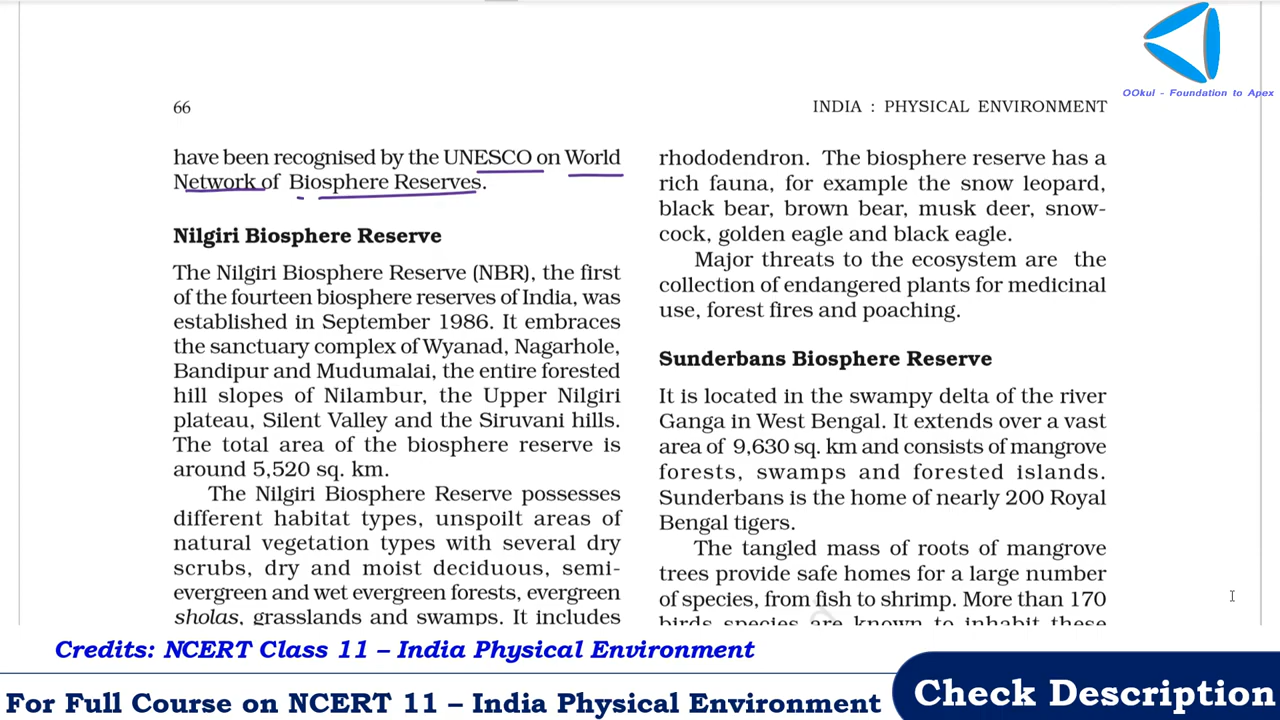 OOkul - Foundation to Apex
66
INDIA : PHYSICAL ENVIRONMENT
have been recognised by the UNESCO on World
Network of Biosphere Reserves.
Nilgiri Biosphere Reserve
The Nilgiri Biosphere Reserve (NBR), the first
of the fourteen biosphere reserves of India, was
established in September 1986. It embraces
the sanctuary complex of Wyanad, Nagarhole,
Bandipur and Mudumalai, the entire forested
hill slopes of Nilambur, the Upper Nilgiri
plateau, Silent Valley and the Siruvani hills.
The total area of the biosphere reserve is
around 5,520 sq. km.
The Nilgiri Biosphere Reserve possesses
different habitat types, unspoilt areas of
natural vegetation types with several dry
scrubs, dry and moist deciduous, semi-
evergreen and wet evergreen forests, evergreen
sholas, grasslands and swamps. It includes
rhododendron. The biosphere reserve has a
rich fauna, for example the snow leopard,
black bear, brown bear, musk deer, snow-
cock, golden eagle and black eagle.
Major threats to the ecosystem are the
collection of endangered plants for medicinal
use, forest fires and poaching.
Sunderbans Biosphere Reserve
It is located in the swampy delta of the river
Ganga in West Bengal. It extends over a vast
area of 9,630 sq. km and consists of mangrove
forests, swamps and forested islands.
Sunderbans is the home of nearly 200 Royal
Bengal tigers.
The tangled mass of roots of mangrove
trees provide safe homes for a large number
of species, from fish to shrimp. More than 170
birds species are known to inhabit these
Credits: NCERT Class 11 – India Physical Environment
For Full Course on NCERT 11 – India Physical Environment
Check Description